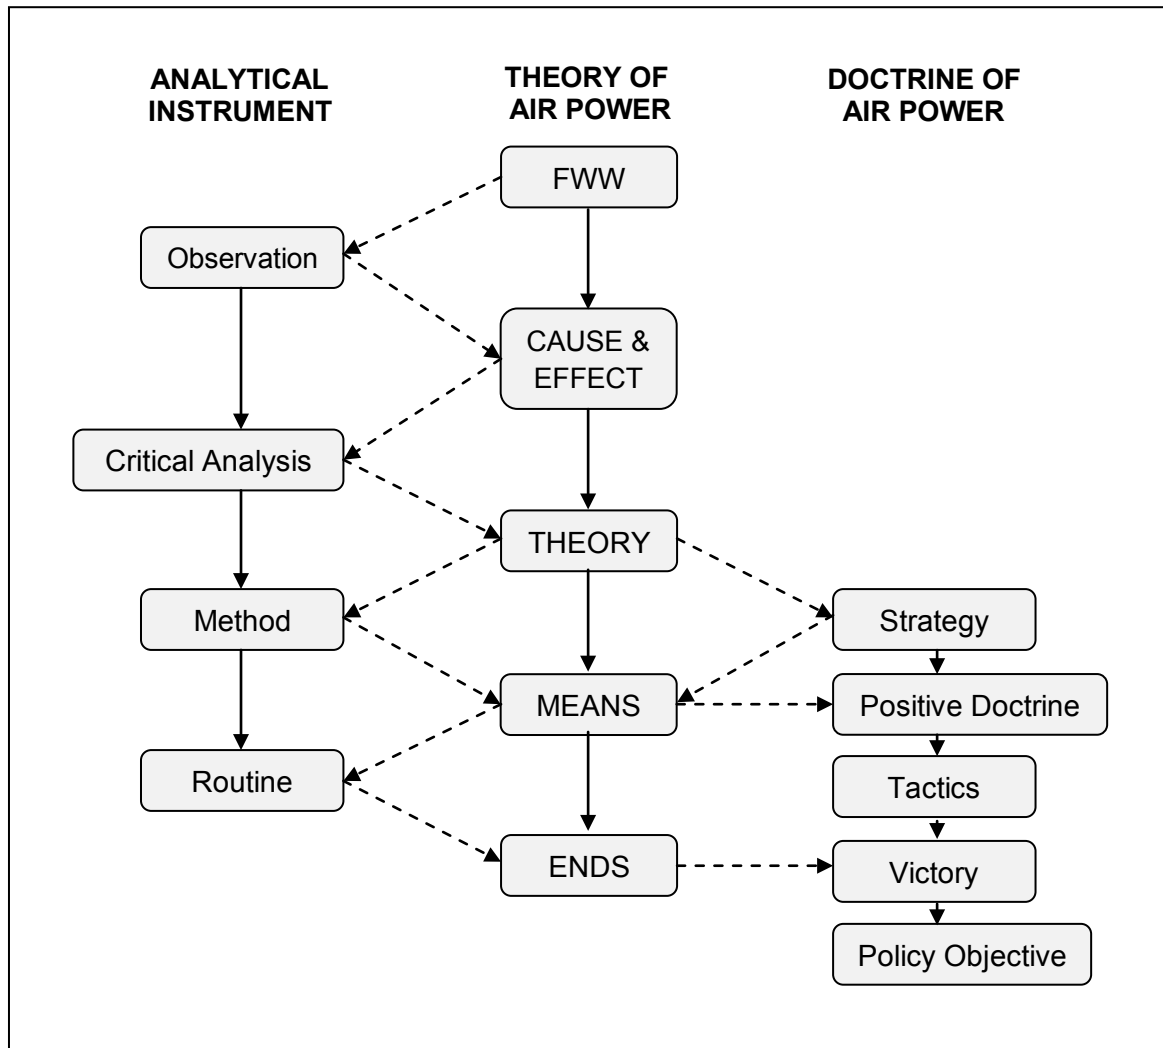 ANALYTICAL
INSTRUMENT
THEORY OF
AIR POWER
DOCTRINE OF
AIR POWER
FWW
Observation
CAUSE &
EFFECT
Critical Analysis
THEORY
Method
Strategy
MEANS
Positive Doctrine
Routine
Tactics
ENDS
Victory
Policy Objective